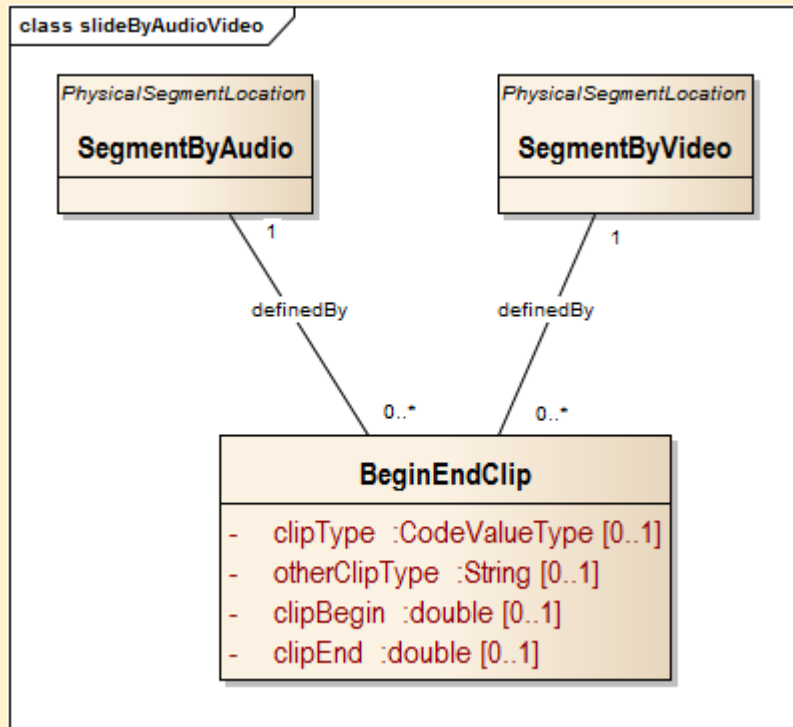 class slideByAudioVideo
PhysicalSegmentLocation
SegmentByAudio
PhysicalSegmentLocation
SegmentByVideo
1
1
definedBy
definedBy
0..*
0..*
BeginEndClip
- clipType :CodeValueType [0..1]
- otherClipType :String [0..1]
- clipBegin :double [0..1]
- clipEnd :double [0..1]